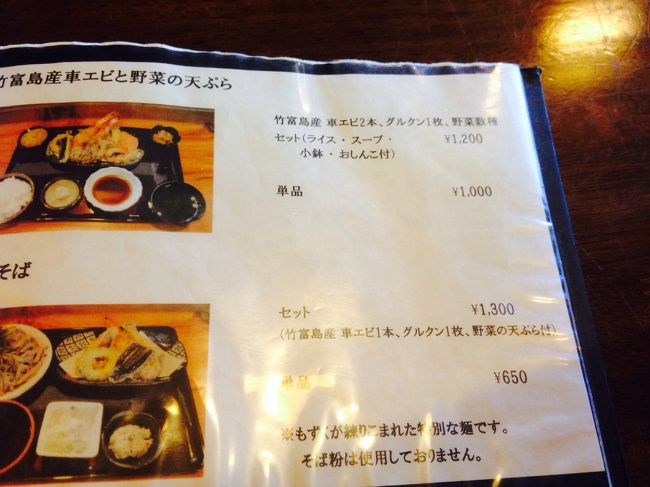 竹富島産車エビと野菜の天ぷら
竹富島産 車エビ2本、グルクン1枚、野菜数種
セット(ライス・スープ・ ¥1,200
小鉢・おしんこ付)
単品 ¥1,000
そば
セット ¥1,300
(竹富島産 車エビ1本、グルクン1枚、野菜の天ぷら付)
単品 ¥650
※もずくが練りこまれた特別な麺です。
そば粉は使用しておりません。